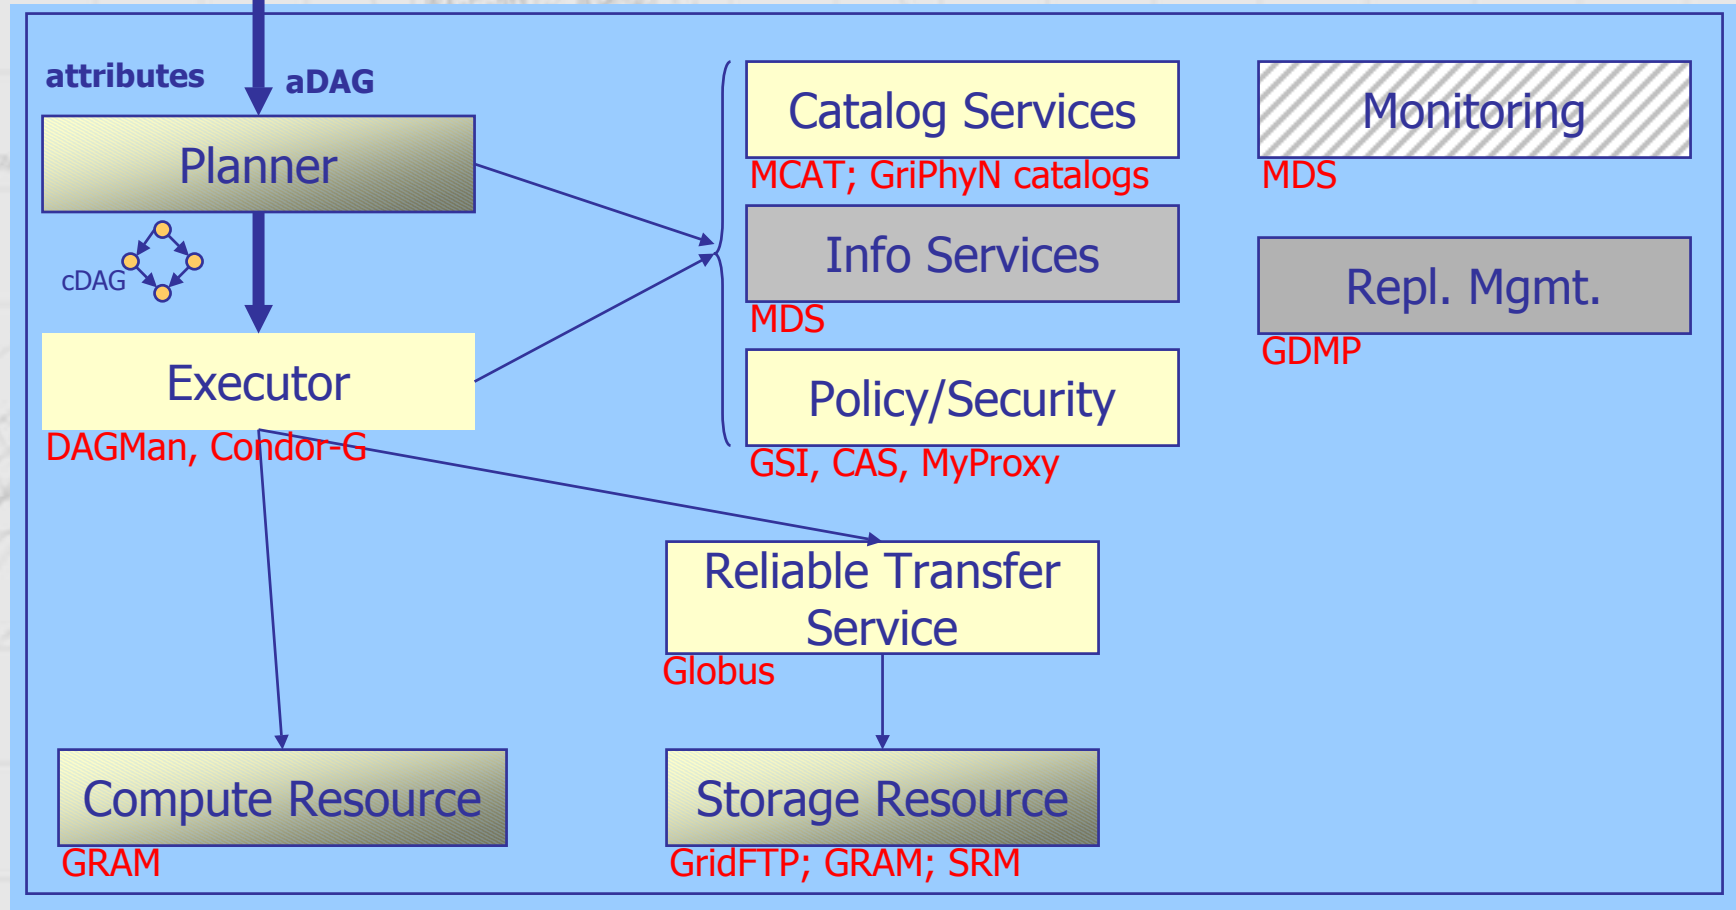 attributes
aDAG
Planner
cDAG
Executor
DAGMan, Condor-G
Catalog Services
MCAT; GriPhyN catalogs
Info Services
MDS
Policy/Security
GSI, CAS, MyProxy
Monitoring
MDS
Repl. Mgmt.
GDMP
Reliable Transfer
Service
Globus
Compute Resource
GRAM
Storage Resource
GridFTP; GRAM; SRM